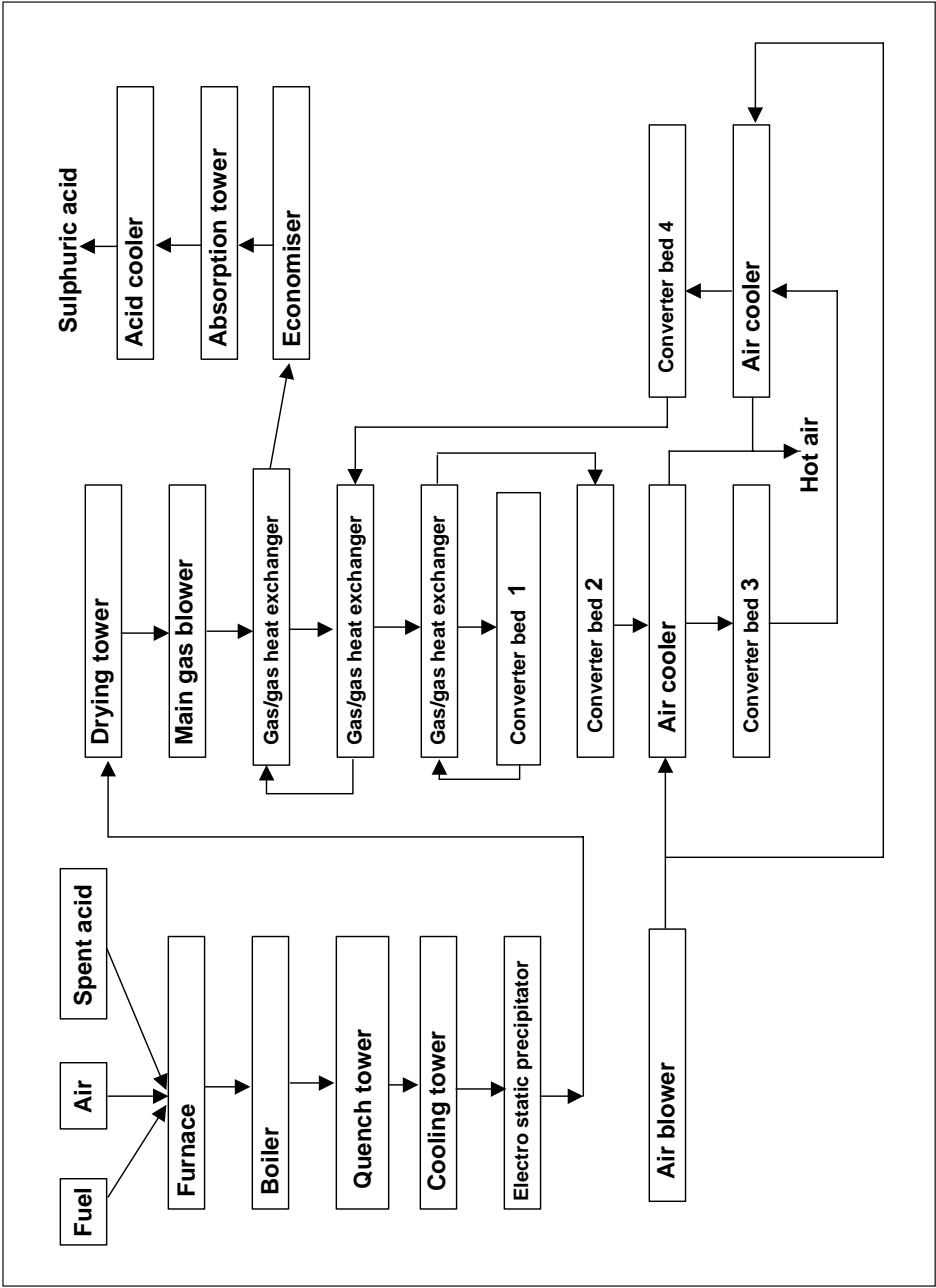 Fuel
Air
Spent acid
Furnace
Boiler
Quench tower
Cooling tower
Electro static precipitator
Air blower
Drying tower
Main gas blower
Gas/gas heat exchanger
Gas/gas heat exchanger
Gas/gas heat exchanger
Converter bed 1
Converter bed 2
Air cooler
Converter bed 3
Hot air
Sulphuric acid
Acid cooler
Absorption tower
Economiser
Converter bed 4
Air cooler